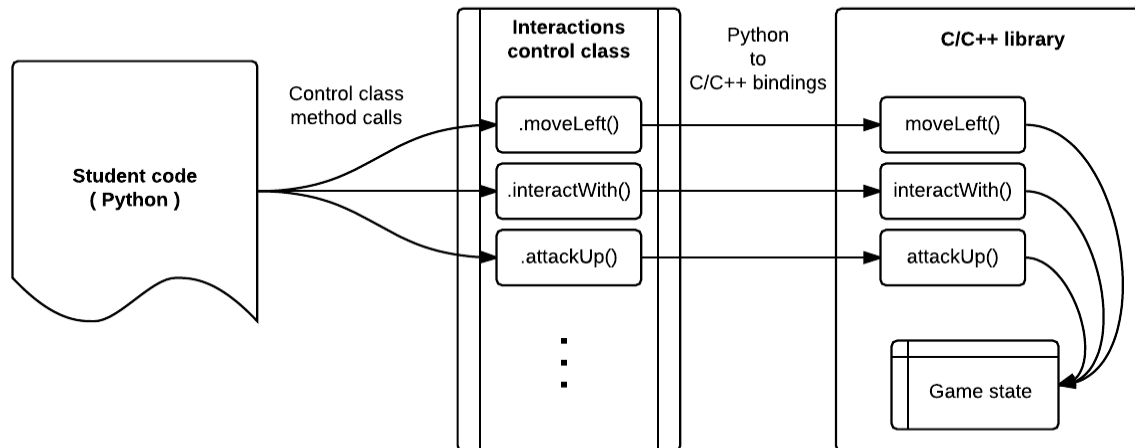 Student code
( Python )
Control class
method calls
Interactions
control class
.moveLeft()
.interactWith()
.attackUp()
Python
to
C/C++ bindings
C/C++ library
moveLeft()
interactWith()
attackUp()
Game state